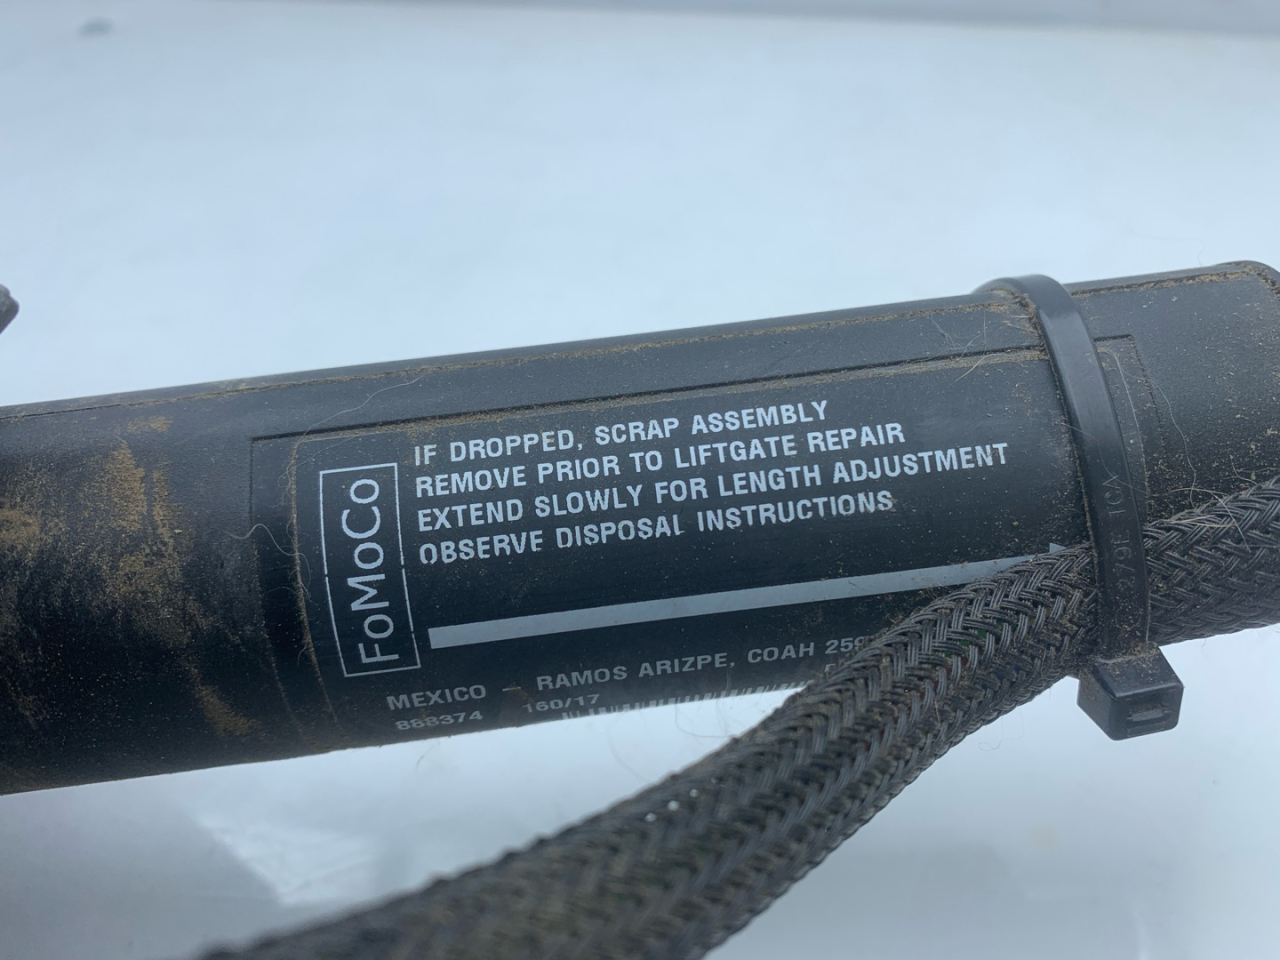 FoMoCo
IF DROPPED, SCRAP ASSEMBLY
REMOVE PRIOR TO LIFTGATE REPAIR
EXTEND SLOWLY FOR LENGTH ADJUSTMENT
OBSERVE DISPOSAL INSTRUCTIONS
MEXICO - RAMOS ARIZPE, COAH
888374 160/17